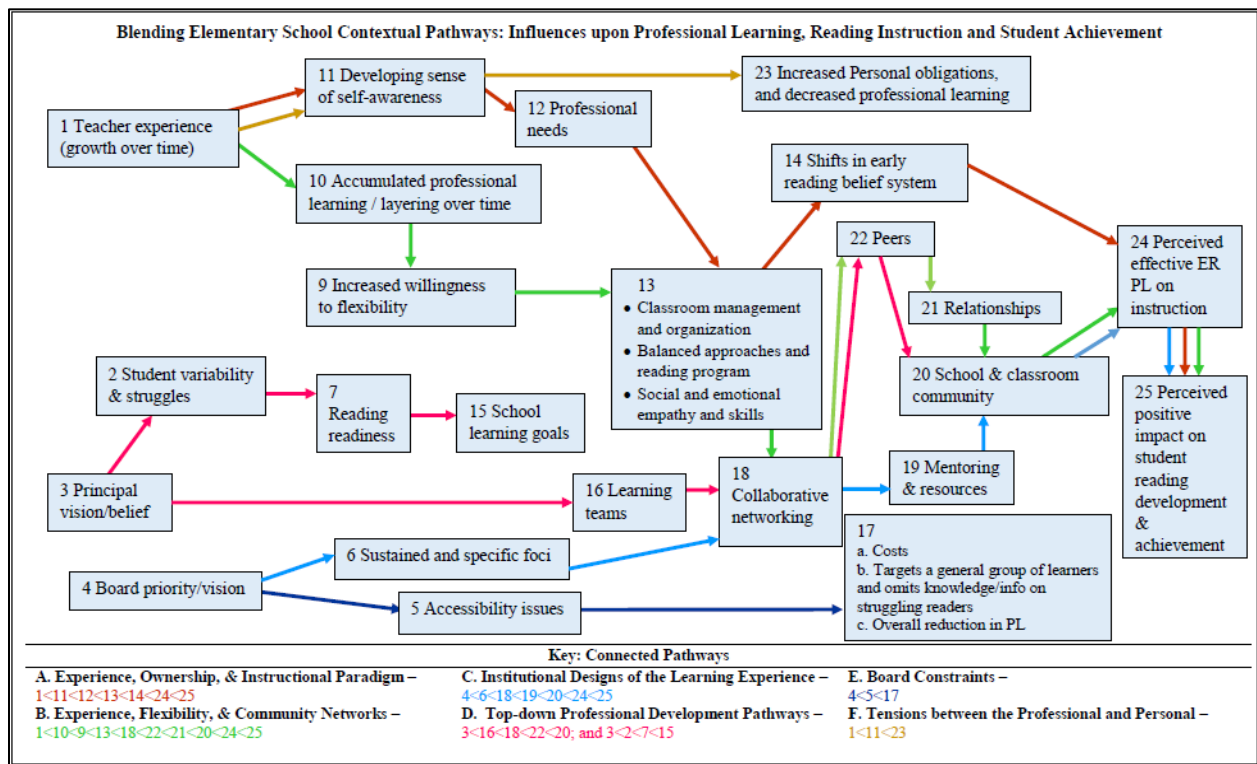 Blending Elementary School Contextual Pathways: Influences upon Professional Learning, Reading Instruction and Student Achievement
11 Developing sense
of self-awareness
23 Increased Personal obligations,
and decreased professional learning
1 Teacher experience
(growth over time)
12 Professional
needs
10 Accumulated professional
learning / layering over time
14 Shifts in early
reading belief system
22 Peers
24 Perceived
effective ER
PL on
instruction
9 Increased willingness
to flexibility
13
• Classroom management
and organization
• Balanced approaches and
reading program
• Social and emotional
empathy and skills
21 Relationships
2 Student variability
& struggles
7
Reading
readiness
15 School
learning goals
20 School & classroom
community
25 Perceived
positive
impact on
student
reading
development
&
achievement
3 Principal
vision/belief
16 Learning
teams
18
Collaborative
networking
19 Mentoring
& resources
6 Sustained and specific foci
17
a. Costs
b. Targets a general group of learners
and omits knowledge/info on
struggling readers
c. Overall reduction in PL
4 Board priority/vision
5 Accessibility issues
Key: Connected Pathways
A. Experience, Ownership, & Instructional Paradigm –
1<11<12<13<14<24<25
B. Experience, Flexibility, & Community Networks –
1<10<9<13<18<22<21<20<24<25
C. Institutional Designs of the Learning Experience –
4<6<18<19<20<24<25
D. Top-down Professional Development Pathways –
3<16<18<22<20; and 3<2<7<15
E. Board Constraints –
4<5<17
F. Tensions between the Professional and Personal –
1<11<23